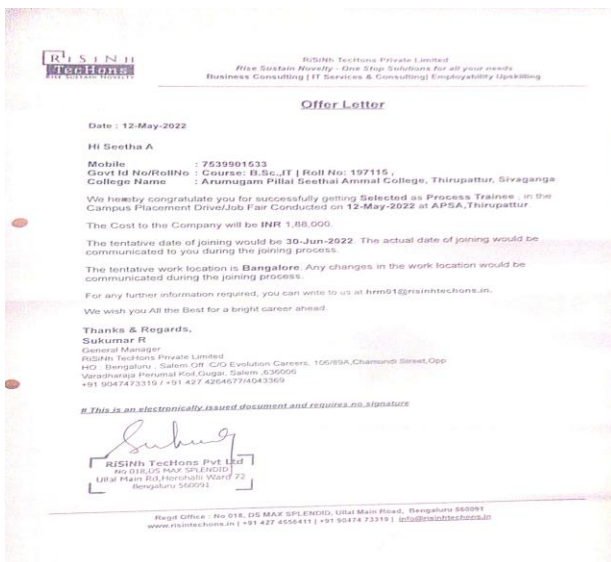 RISINH
TecHons
RISE SUSTAIN NOVELTY
RiSiNh TecHons Private Limited
Rise Sustain Novelty - One Stop Solutions for all your needs
Business Consulting | IT Services & Consulting| Employability Upskilling
Offer Letter
Date : 12-May-2022
Hi Seetha A
Mobile : 7539901533
Govt Id No/RollNo : Course: B.Sc.,IT | Roll No: 197115 ,
College Name : Arumugam Pillai Seethai Ammal College, Thirupattur, Sivaganga
We hereby congratulate you for successfully getting Selected as Process Trainee , in the
Campus Placement Drive/Job Fair Conducted on 12-May-2022 at APSA,Thirupattur.
The Cost to the Company will be INR 1,88,000.
The tentative date of joining would be 30-Jun-2022. The actual date of joining would be
communicated to you during the joining process.
The tentative work location is Bangalore. Any changes in the work location would be
communicated during the joining process.
For any further information required, you can write to us at hrm01@risinhtechons.in.
We wish you All the Best for a bright career ahead.
Thanks & Regards,
Sukumar R
General Manager
RiSiNh TecHons Private Limited
HO : Bengaluru , Salem Off: C/O Evolution Careers, 106/89A,Chamundi Street,Opp
Varadharaja Perumal Koil,Gugai, Salem ,636006
+91 9047473319 / +91 427 4264677/4043369
# This is an electronically issued document and requires no signature
RiSiNh TecHons Pvt Ltd
No 018,DS MAX SPLENDID
Ullal Main Rd,Herohalli Ward 72
Bengaluru 560091
Regd Office : No 018, DS MAX SPLENDID, Ullal Main Road, Bengaluru 560091
www.risintechons.in | +91 427 4556411 | +91 90474 73319 | info@risinhtechons.in